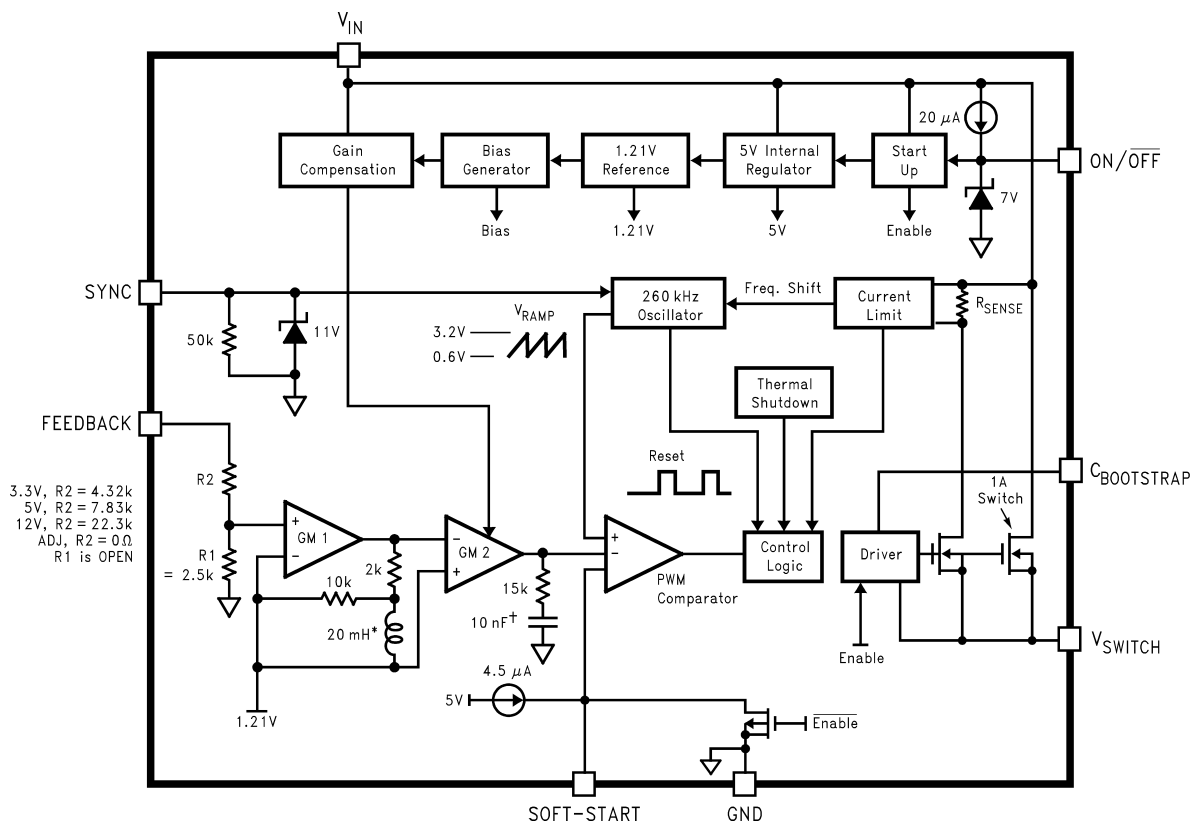 VIN
20 μA
Gain
Compensation
Bias
Generator
1.21V
Reference
5V Internal
Regulator
Start
Up
ON/OFF
7V
Bias
1.21V
5V
Enable
SYNC
50k
11V
VRAMP
3.2V
0.6V
260 kHz
Oscillator
Freq. Shift
Current
Limit
RSENSE
Thermal
Shutdown
FEEDBACK
3.3V, R2 = 4.32k
5V, R2 = 7.83k
12V, R2 = 22.3k
ADJ, R2 = 0Ω
R1 is OPEN
R2
R1
= 2.5k
+
GM 1
−
2k
10k
20 mH*
1.21V
−
GM 2
+
15k
10 nF†
Reset
+
−
PWM
Comparator
Control
Logic
Driver
Enable
1A
Switch
CBOOTSTRAP
VSWITCH
4.5 μA
5V
Enable
SOFT-START
GND